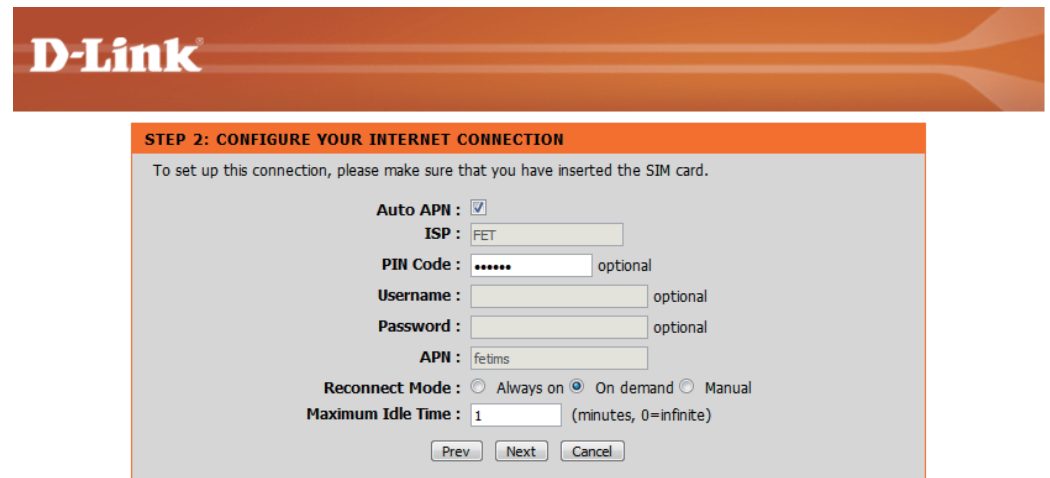 D-Link®
STEP 2: CONFIGURE YOUR INTERNET CONNECTION
To set up this connection, please make sure that you have inserted the SIM card.
Auto APN :
ISP : FET
PIN Code : •••••• optional
Username : optional
Password : optional
APN : fetims
Reconnect Mode : Always on On demand Manual
Maximum Idle Time : 1 (minutes, 0=infinite)
Prev Next Cancel